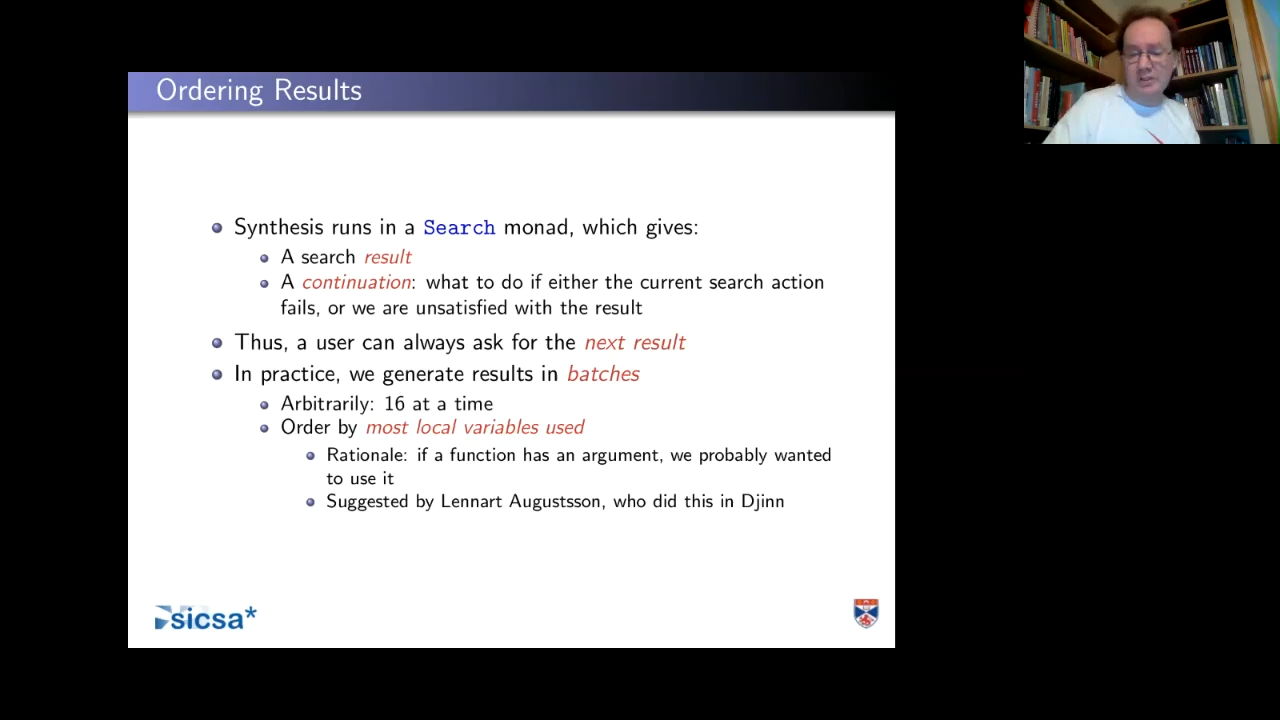 Ordering Results
Synthesis runs in a Search monad, which gives:
A search result
A continuation: what to do if either the current search action
fails, or we are unsatisfied with the result
Thus, a user can always ask for the next result
In practice, we generate results in batches
Arbitrarily: 16 at a time
Order by most local variables used
Rationale: if a function has an argument, we probably wanted
to use it
Suggested by Lennart Augustsson, who did this in Djinn
sicsa*